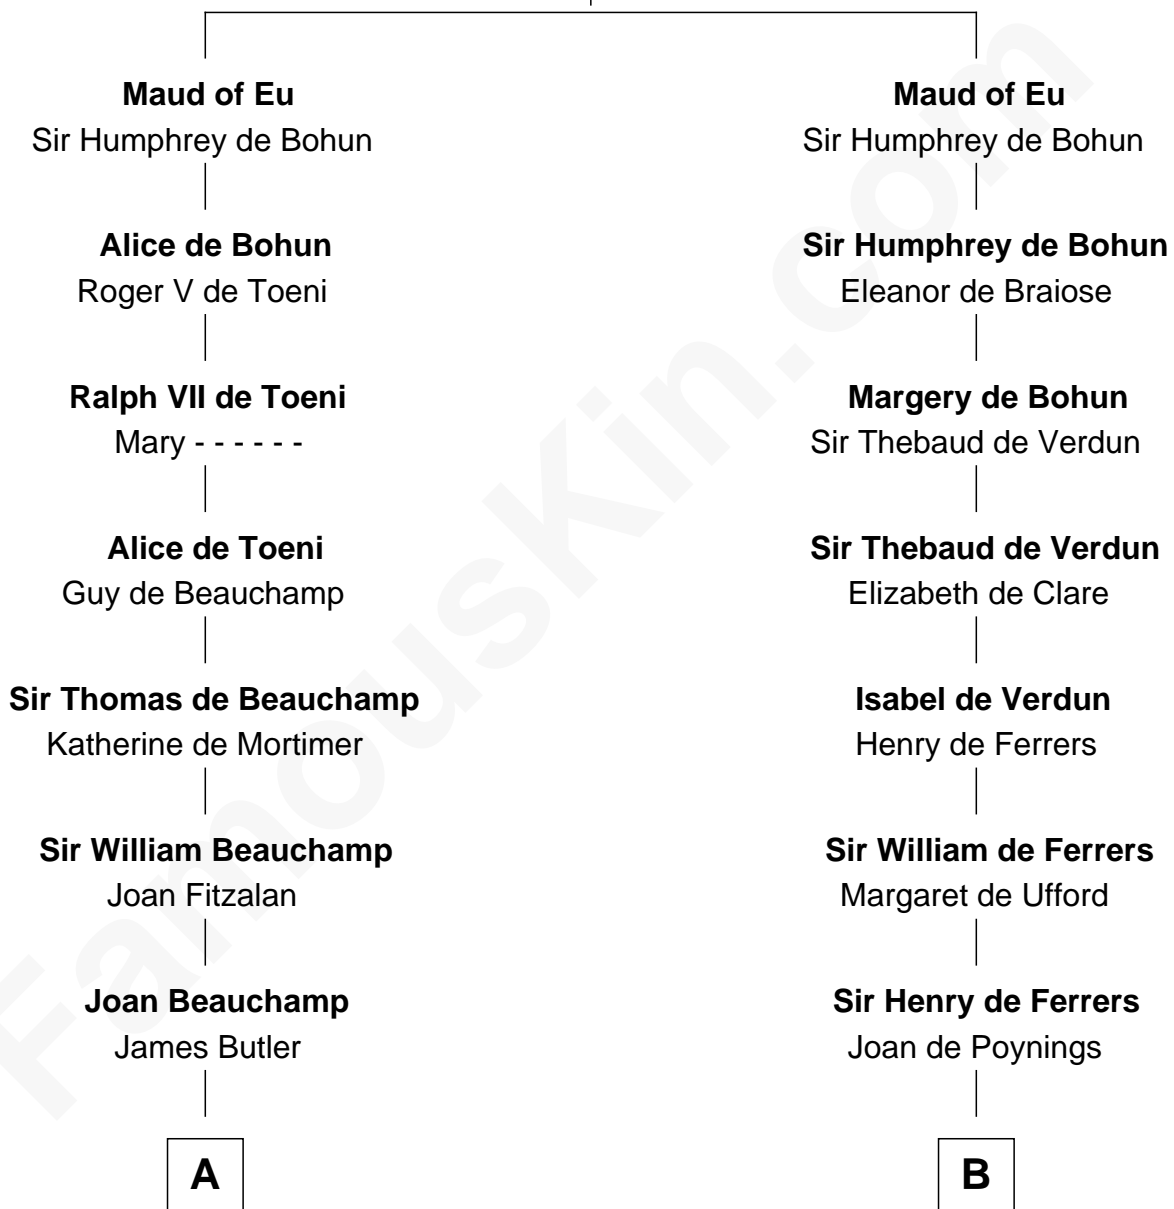 Maud of Eu
Sir Humphrey de Bohun
Alice de Bohun
Roger V de Toeni
Ralph VII de Toeni
Mary - - - - - -
Alice de Toeni
Guy de Beauchamp
Sir Thomas de Beauchamp
Katherine de Mortimer
Sir William Beauchamp
Joan Fitzalan
Joan Beauchamp
James Butler
A
Maud of Eu
Sir Humphrey de Bohun
Sir Humphrey de Bohun
Eleanor de Braiose
Margery de Bohun
Sir Thebaud de Verdun
Sir Thebaud de Verdun
Elizabeth de Clare
Isabel de Verdun
Henry de Ferrers
Sir William de Ferrers
Margaret de Ufford
Sir Henry de Ferrers
Joan de Poynings
B
FamousKin.com